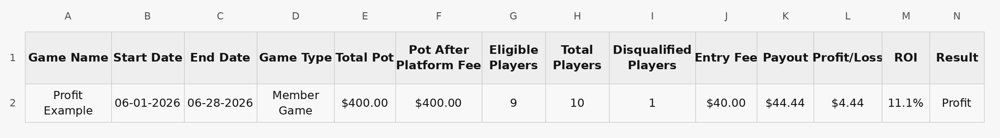 A B C D E F G H I J K L M N
1 Game Name Start Date End Date Game Type Total Pot Pot After Platform Fee Eligible Players Total Players Disqualified Players Entry Fee Payout Profit/Loss ROI Result
2 Profit Example 06-01-2026 06-28-2026 Member Game $400.00 $400.00 9 10 1 $40.00 $44.44 $4.44 11.1% Profit